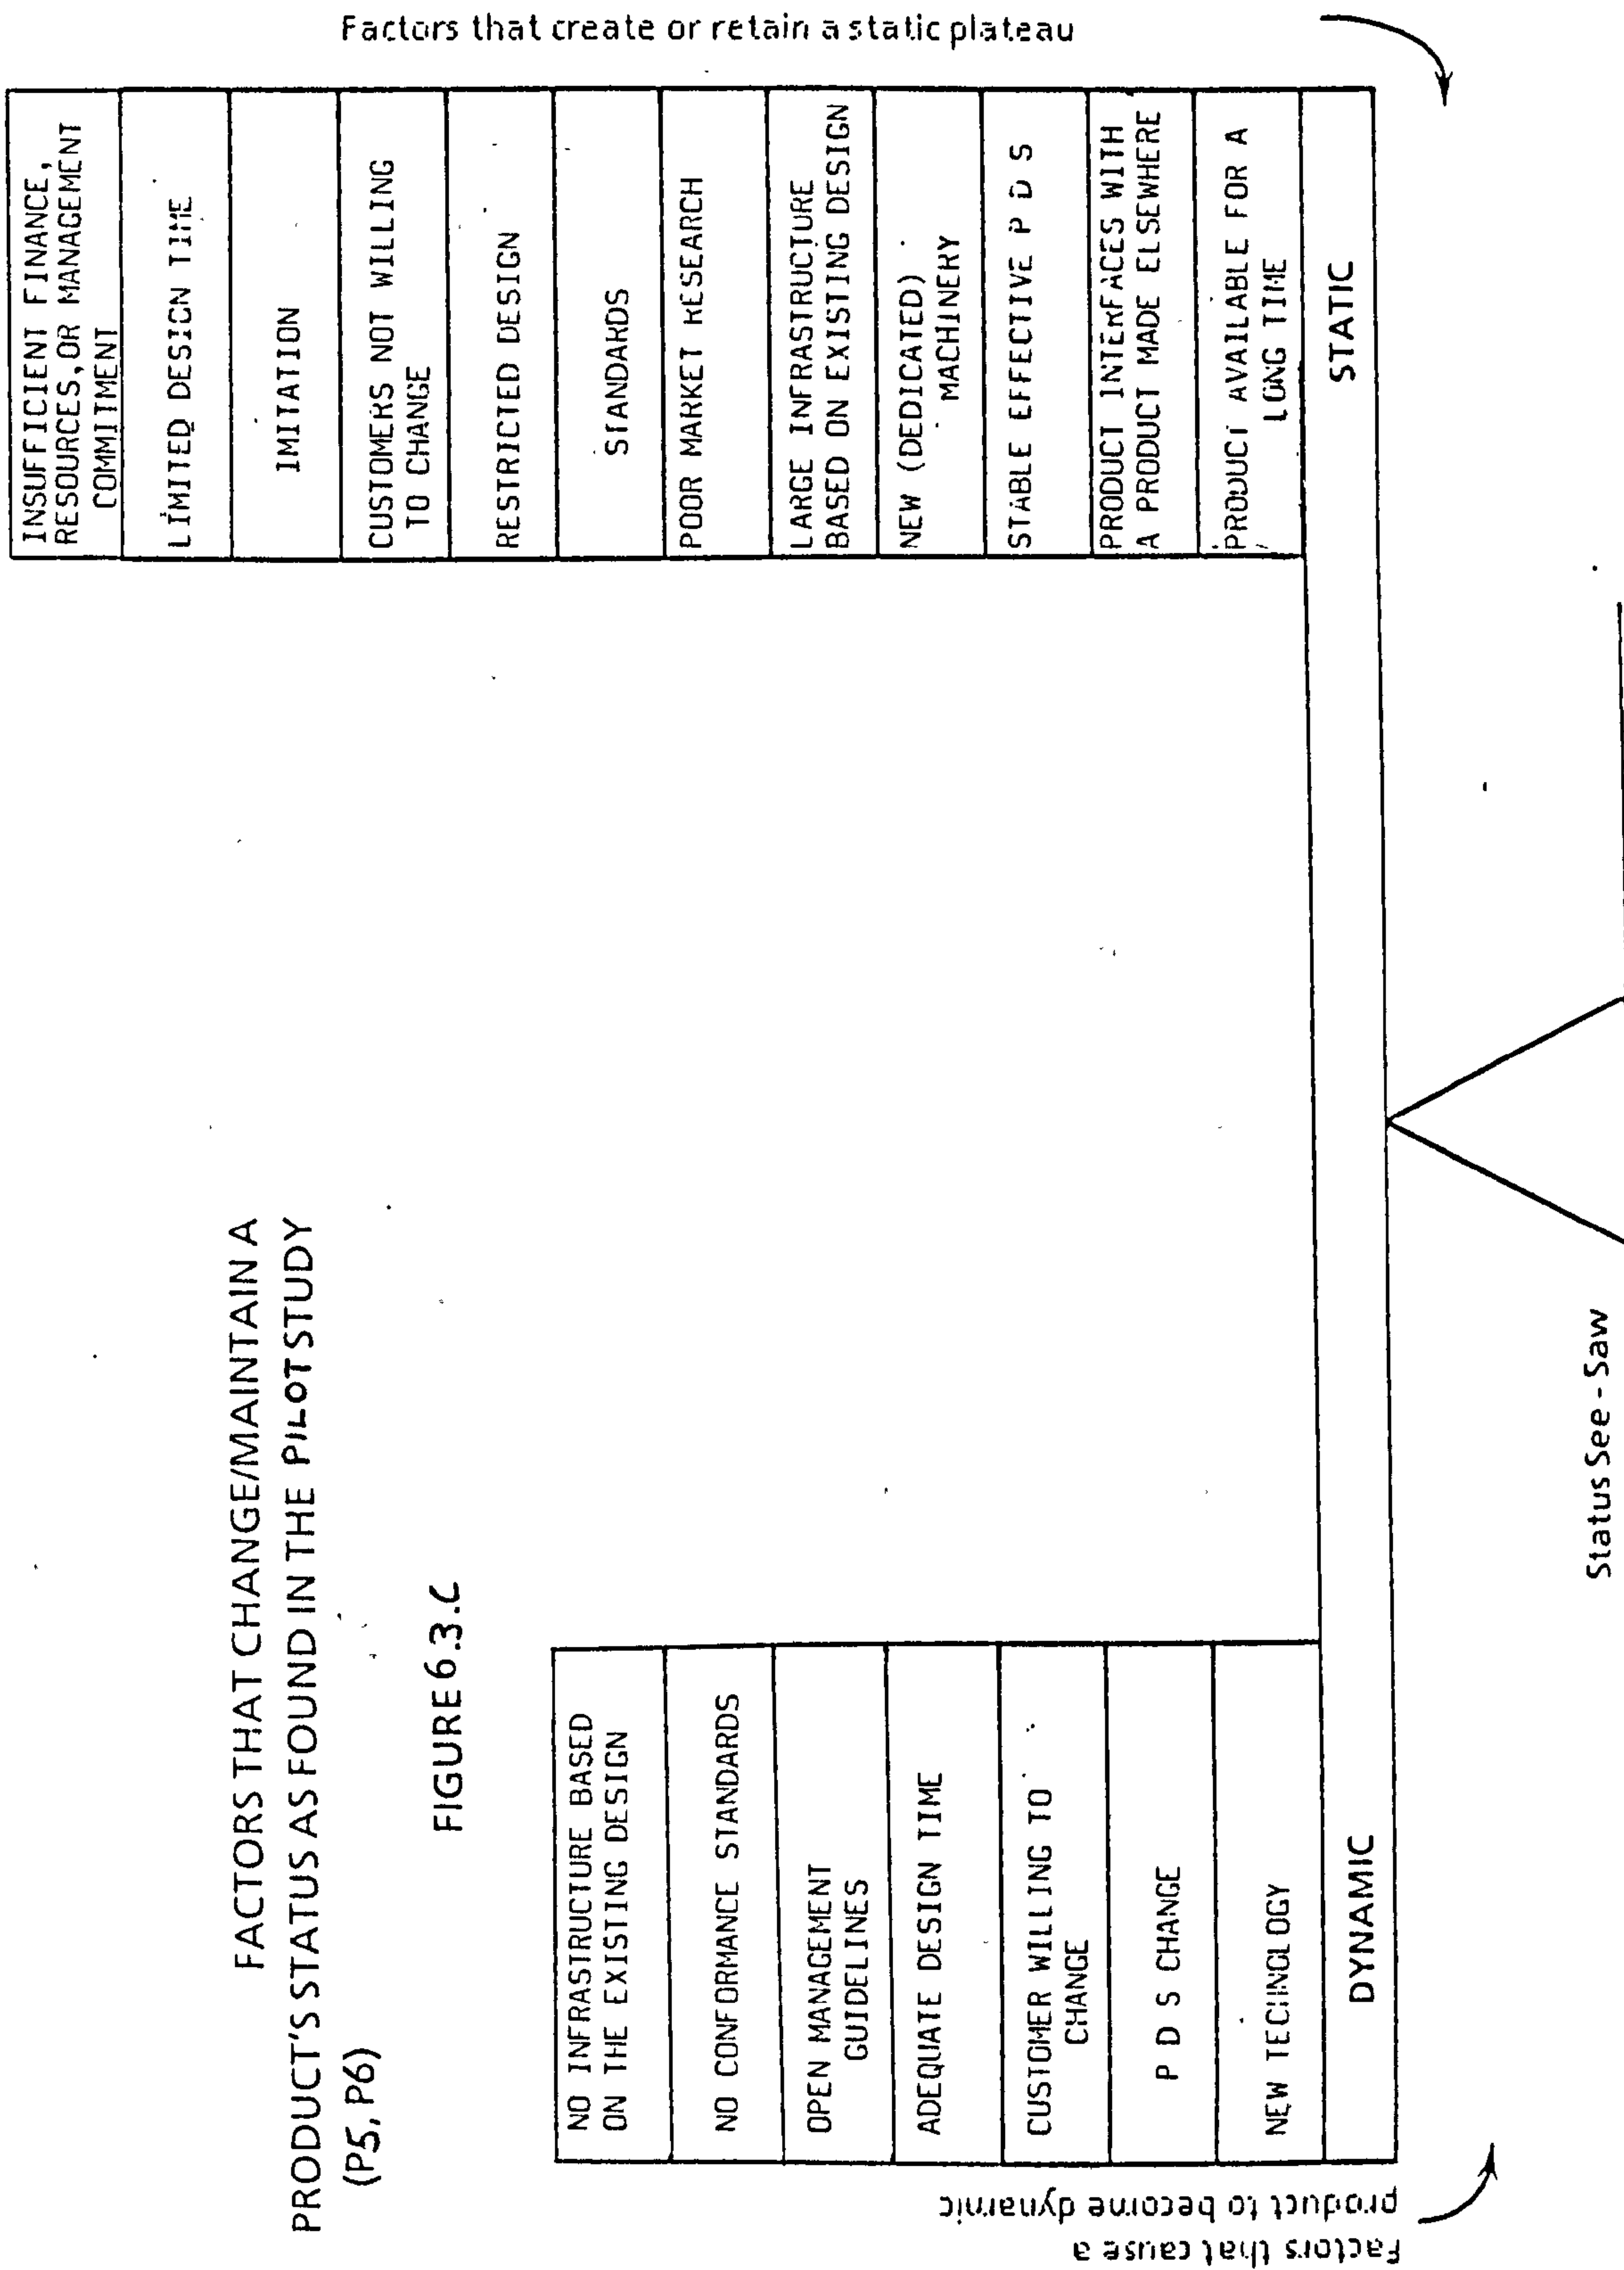 FACTORS THAT CHANGE/MAINTAIN A
PRODUCT'S STATUS AS FOUND IN THE PILOT STUDY
(P5, P6)
FIGURE 6.3.C
Factors that cause a
product to become dynamic
NO INFRASTRUCTURE BASED
ON THE EXISTING DESIGN
NO CONFORMANCE STANDARDS
OPEN MANAGEMENT
GUIDELINES
ADEQUATE DESIGN TIME
CUSTOMER WILLING TO
CHANGE
P D S CHANGE
NEW TECHNOLOGY
DYNAMIC
Factors that create or retain a static plateau
INSUFFICIENT FINANCE,
RESOURCES, OR MANAGEMENT
COMMITMENT
LIMITED DESIGN TIME
IMITATION
CUSTOMERS NOT WILLING
TO CHANGE
RESTRICTED DESIGN
STANDARDS
POOR MARKET RESEARCH
LARGE INFRASTRUCTURE
BASED ON EXISTING DESIGN
NEW (DEDICATED)
MACHINERY
STABLE EFFECTIVE P D S
PRODUCT INTERFACES WITH
A PRODUCT MADE ELSEWHERE
PRODUCT AVAILABLE FOR A
LONG TIME
STATIC
Status See - Saw